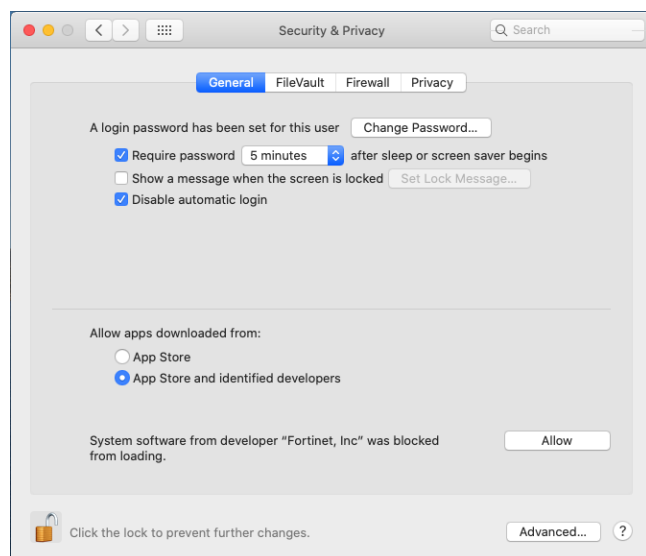 Security & Privacy
Search
General FileVault Firewall Privacy
A login password has been set for this user Change Password...
Require password 5 minutes after sleep or screen saver begins
Show a message when the screen is locked Set Lock Message...
Disable automatic login
Allow apps downloaded from:
App Store
App Store and identified developers
System software from developer “Fortinet, Inc” was blocked Allow
from loading.
Click the lock to prevent further changes. Advanced... ?